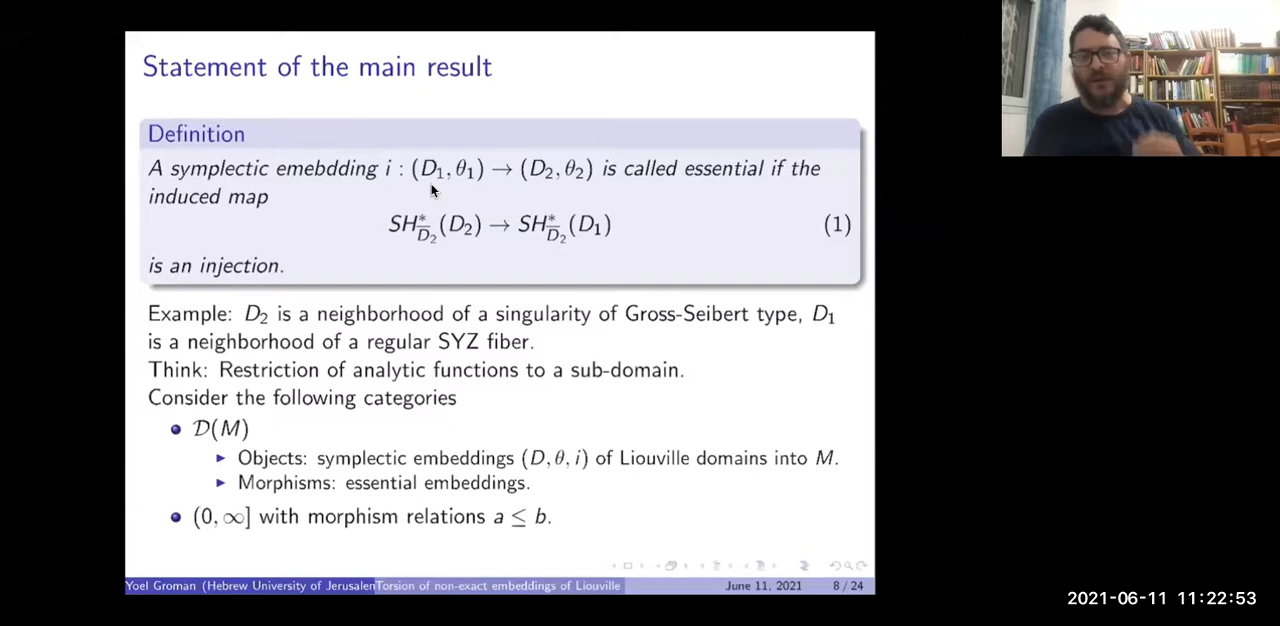 Statement of the main result
Definition
A symplectic emebdding i : (D₁, θ₁) → (D₂, θ₂) is called essential if the
induced map
SH*_{D̅₂}(D₂) → SH*_{D̅₂}(D₁) (1)
is an injection.
Example: D₂ is a neighborhood of a singularity of Gross-Seibert type, D₁
is a neighborhood of a regular SYZ fiber.
Think: Restriction of analytic functions to a sub-domain.
Consider the following categories
• 𝒟(M)
▶ Objects: symplectic embeddings (D, θ, i) of Liouville domains into M.
▶ Morphisms: essential embeddings.
• (0, ∞] with morphism relations a ≤ b.
Yoel Groman (Hebrew University of Jerusalen Torsion of non-exact embeddings of Liouville June 11, 2021 8 / 24
2021-06-11 11:22:53